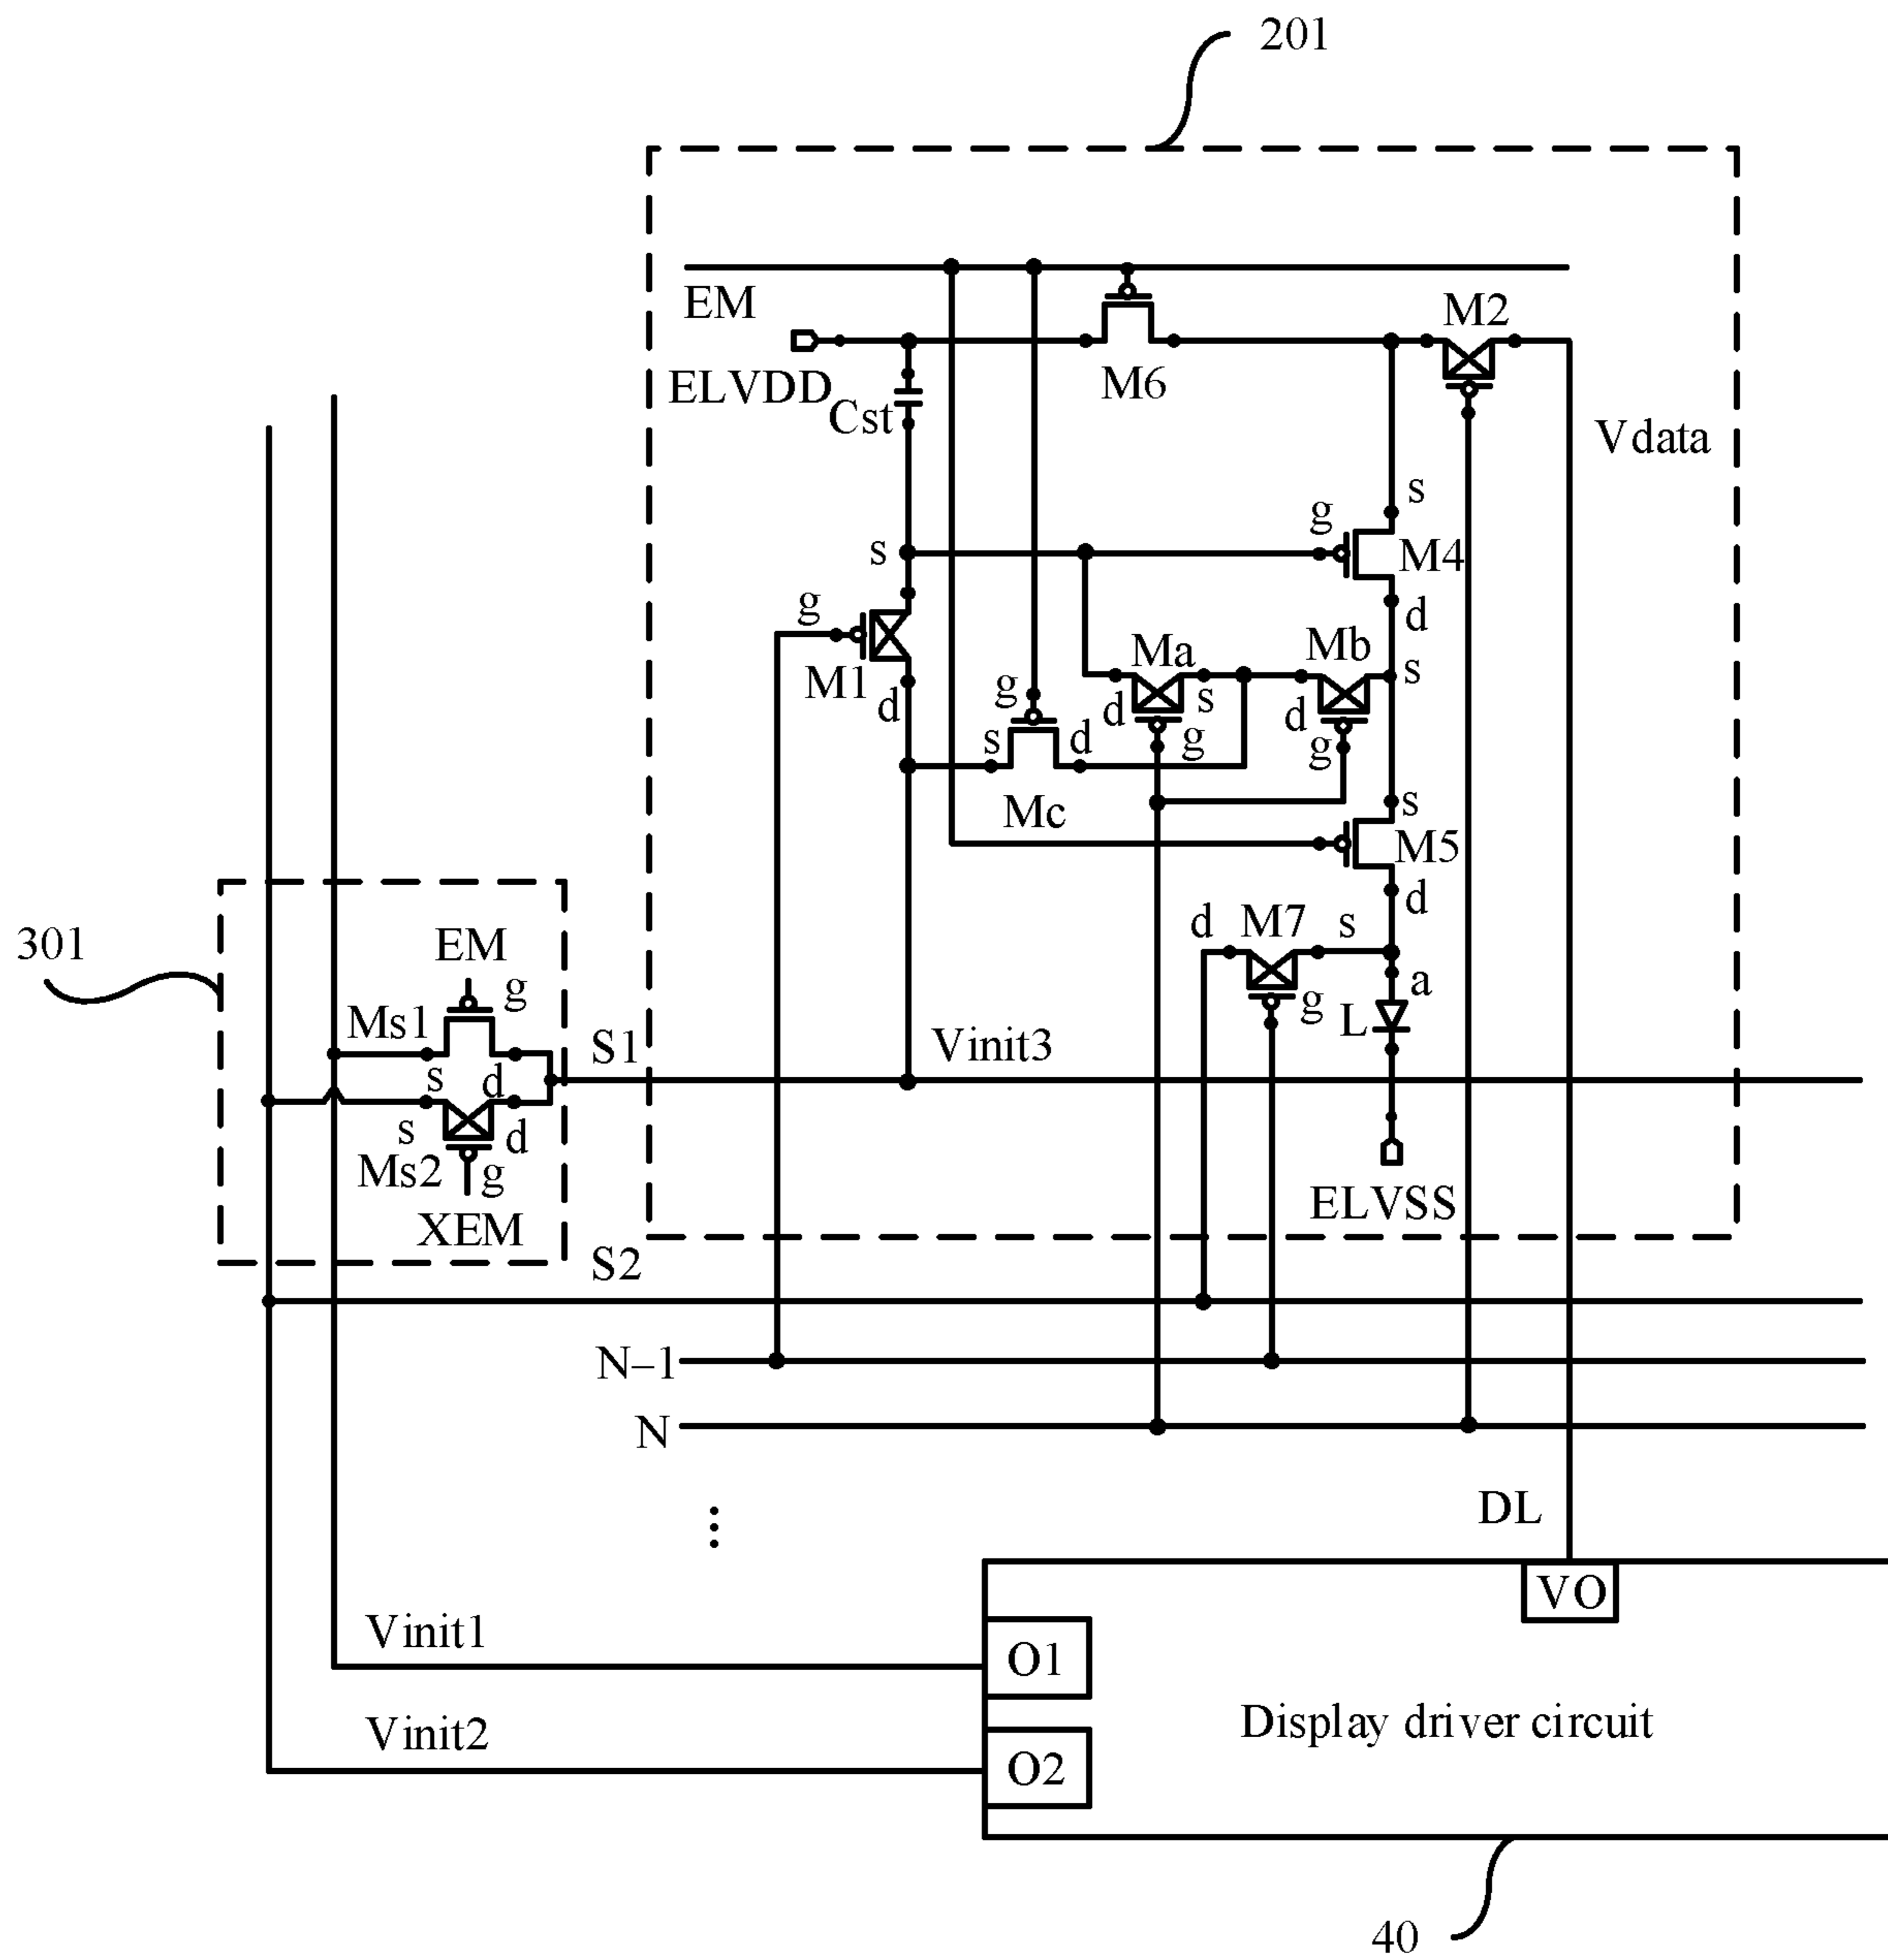 201
EM
M2
ELVDD
M6
Cst
Vdata
s
g
s
M4
g
d
Ma
Mb
s
M1
g
d
d
s
d
s
d
g
g
Mc
s
M5
d
M7
s
d
301
EM
g
a
g
L
Ms1
S1
Vinit3
s
d
s
d
Ms2
g
XEM
ELVSS
S2
N–1
N
DL
VO
Vinit1
O1
Display driver circuit
Vinit2
O2
40